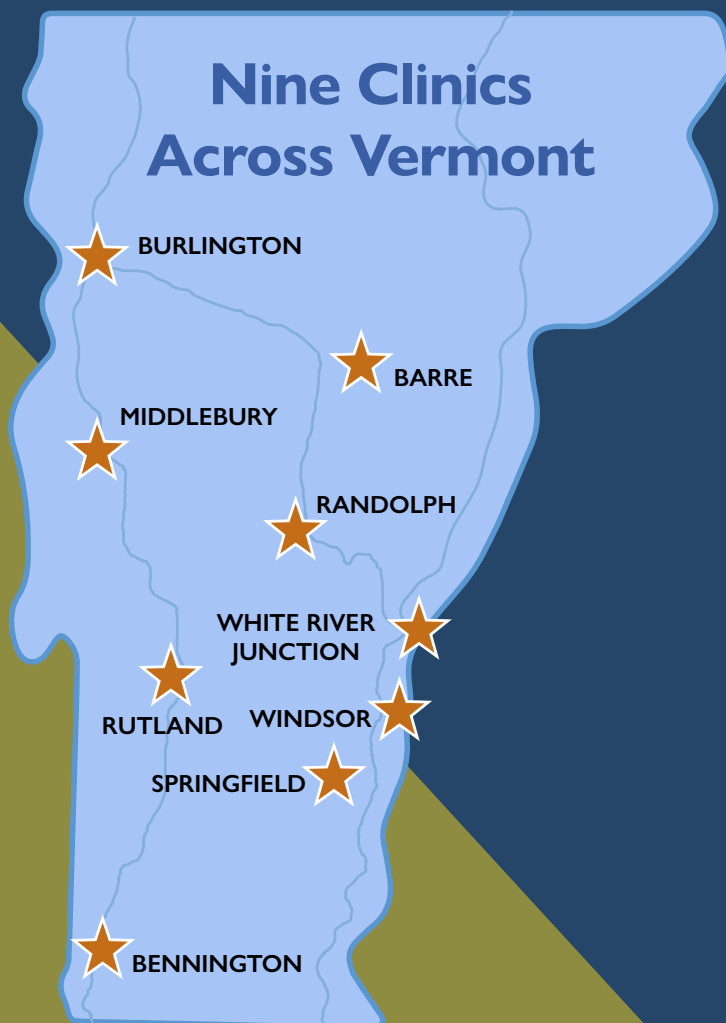 Nine Clinics
Across Vermont
BURLINGTON
BARRE
MIDDLEBURY
RANDOLPH
WHITE RIVER
JUNCTION
RUTLAND
WINDSOR
SPRINGFIELD
BENNINGTON